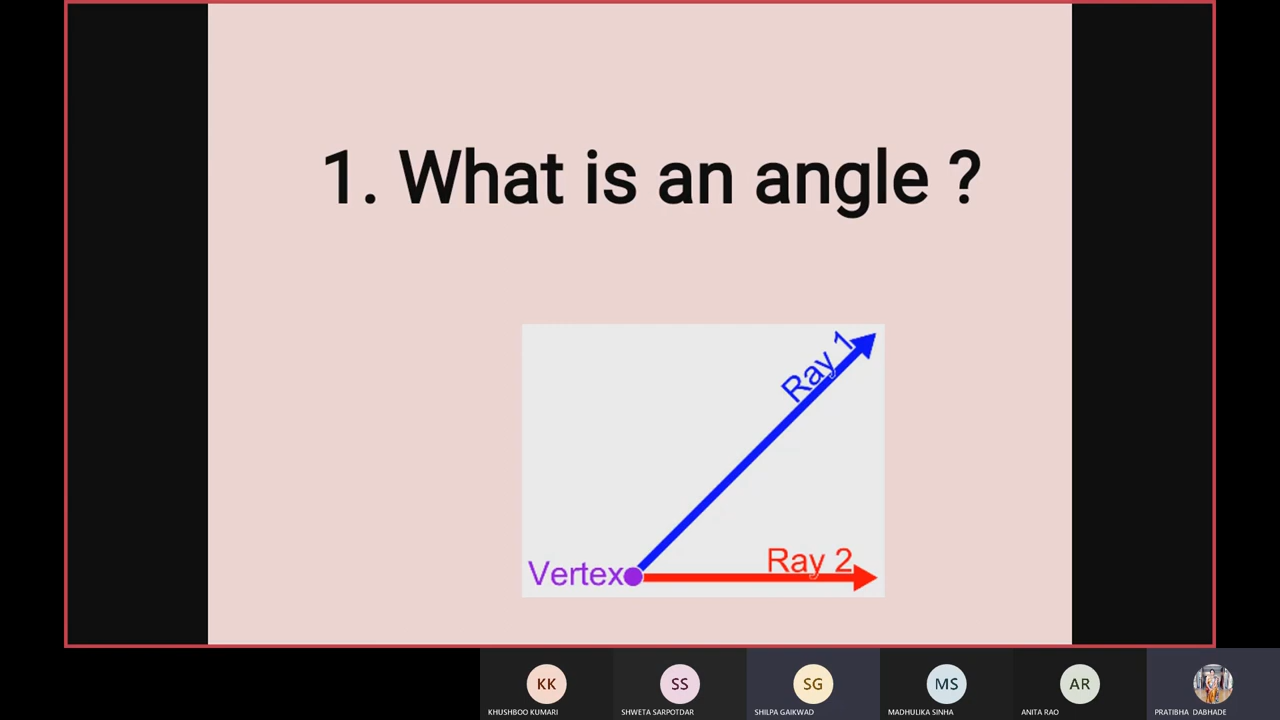 1. What is an angle ?
Ray 1
Ray 2
Vertex
KK
SS
SG
MS
AR
KHUSHBOO KUMARI
SHWETA SARPOTDAR
SHILPA GAIKWAD
MADHULIKA SINHA
ANITA RAO
PRATIBHA DABHADE